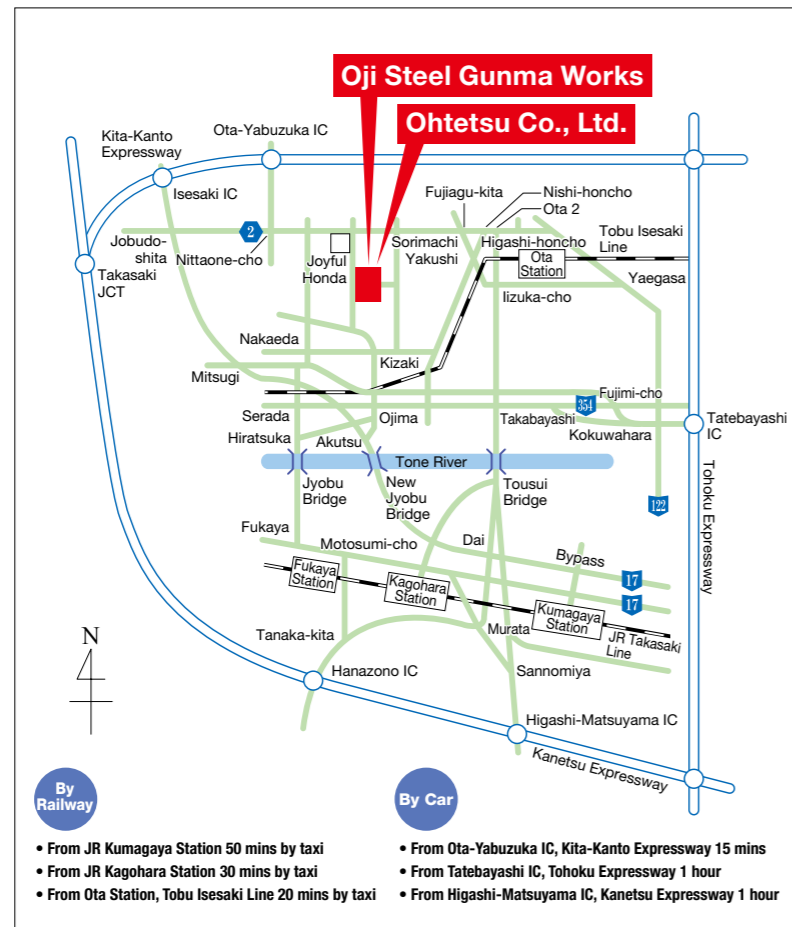 Oji Steel Gunma Works
Ohtetsu Co., Ltd.
Kita-Kanto
Expressway
Ota-Yabuzuka IC
Isesaki IC
Fujiagu-kita
Nishi-honcho
Ota 2
2
Jobudo-
shita
Nittaone-cho
Joyful
Honda
Sorimachi
Yakushi
Higashi-honcho
Tobu Isesaki
Line
Ota
Station
Takasaki
JCT
Yaegasa
Iizuka-cho
Nakaeda
Kizaki
Mitsugi
Fujimi-cho
354
Serada
Ojima
Takabayashi
Tatebayashi
IC
Hiratsuka
Akutsu
Kokuwahara
Tone River
Jyobu
Bridge
New
Jyobu
Bridge
Tousui
Bridge
Tohoku Expressway
122
Fukaya
Motosumi-cho
Dai
Bypass
17
17
Fukaya
Station
Kagohara
Station
Kumagaya
Station
Tanaka-kita
Murata
JR Takasaki
Line
N
Hanazono IC
Sannomiya
Higashi-Matsuyama IC
Kanetsu Expressway
By
Railway
• From JR Kumagaya Station 50 mins by taxi
• From JR Kagohara Station 30 mins by taxi
• From Ota Station, Tobu Isesaki Line 20 mins by taxi
By Car
• From Ota-Yabuzuka IC, Kita-Kanto Expressway 15 mins
• From Tatebayashi IC, Tohoku Expressway 1 hour
• From Higashi-Matsuyama IC, Kanetsu Expressway 1 hour